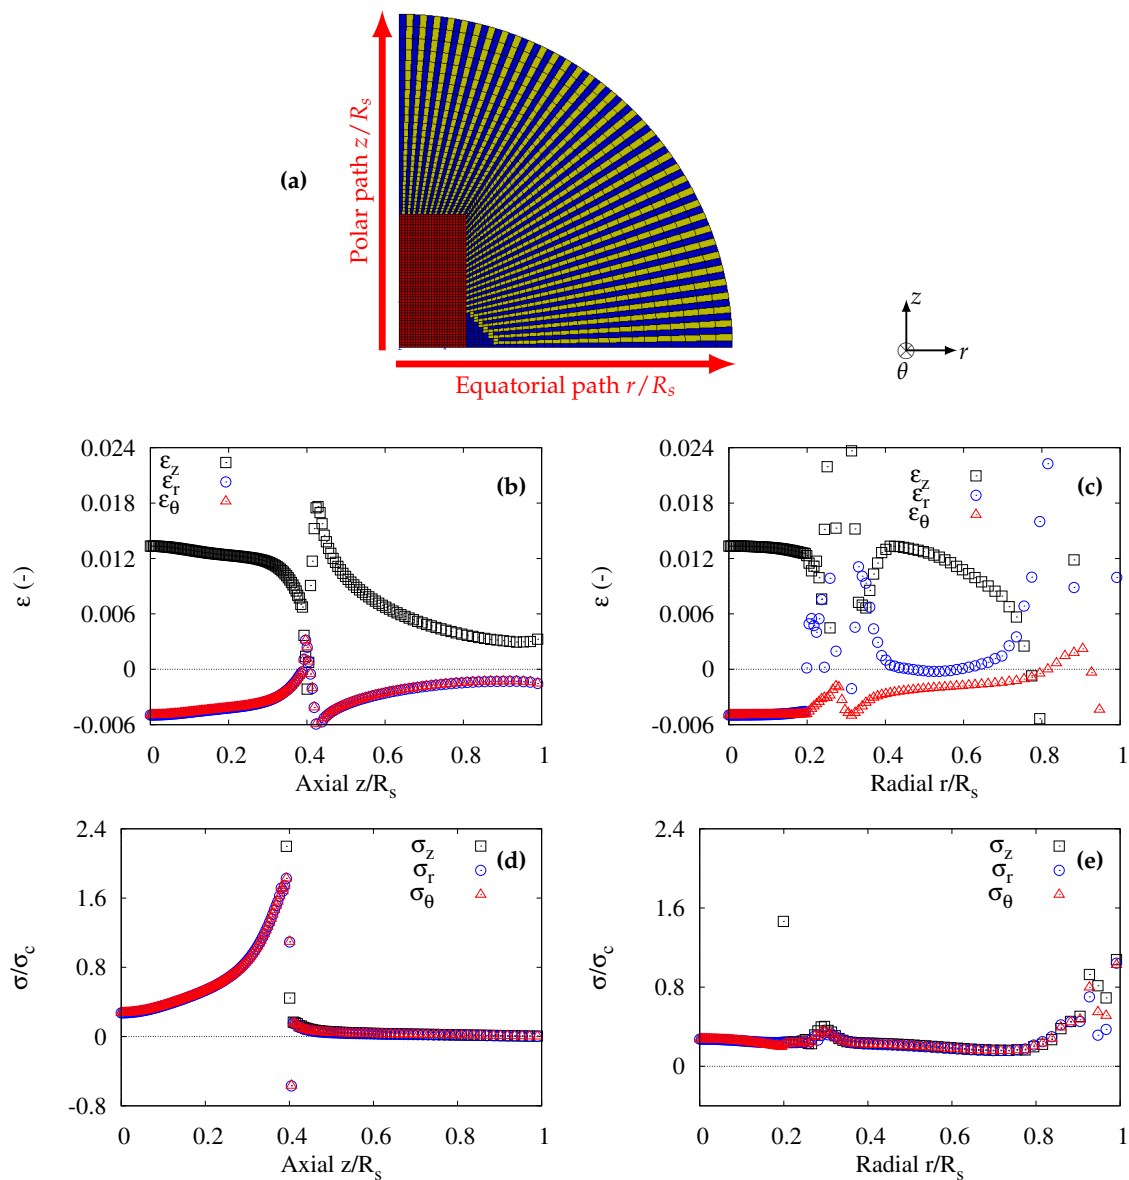 (a)
Polar path z/R_s
Equatorial path r/R_s
z
r
θ
0.024
0.018
0.012
0.006
0
-0.006
ε (-)
ε_z
ε_r
ε_θ
(b)
0 0.2 0.4 0.6 0.8 1
Axial z/R_s
0.024
0.018
0.012
0.006
0
-0.006
ε (-)
ε_z
ε_r
ε_θ
(c)
0 0.2 0.4 0.6 0.8 1
Radial r/R_s
2.4
1.6
0.8
0
-0.8
σ/σ_c
σ_z
σ_r
σ_θ
(d)
0 0.2 0.4 0.6 0.8 1
Axial z/R_s
2.4
1.6
0.8
0
σ/σ_c
σ_z
σ_r
σ_θ
(e)
0 0.2 0.4 0.6 0.8 1
Radial r/R_s